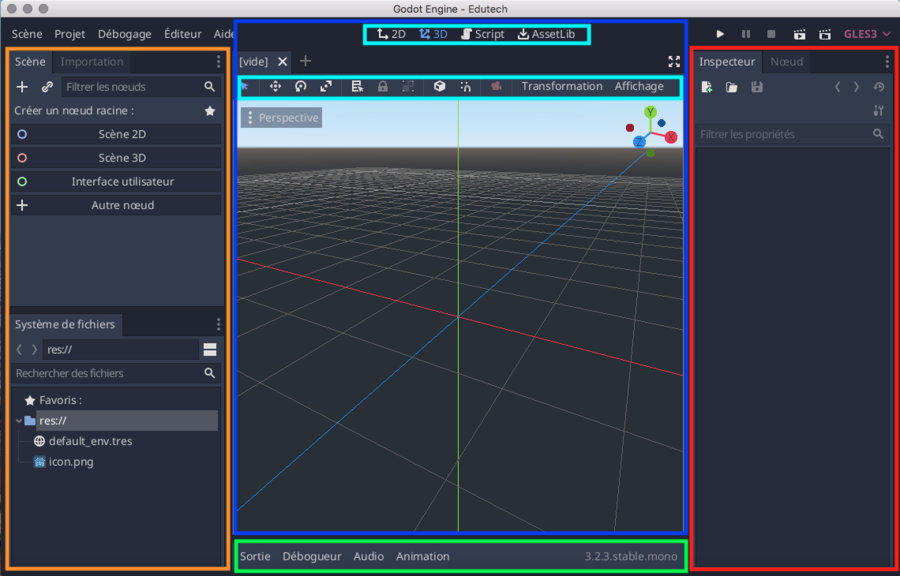 Godot Engine - Edutech
Scène Projet Débogage Éditeur Aide
2D 3D Script AssetLib
GLES3
Scène Importation
[vide]
Inspecteur Nœud
Filtrer les nœuds
Transformation Affichage
Créer un nœud racine :
Perspective
Y
X
Z
Filtrer les propriétés
Scène 2D
Scène 3D
Interface utilisateur
Autre nœud
Système de fichiers
res://
Rechercher des fichiers
Favoris :
res://
default_env.tres
icon.png
Sortie Débogueur Audio Animation 3.2.3.stable.mono